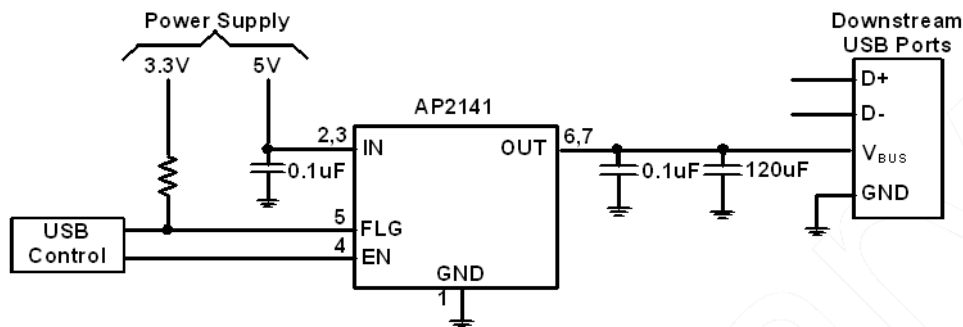 Power Supply
3.3V 5V
Downstream
USB Ports
D+
D-
VBUS
GND
AP2141
2,3 IN
OUT 6,7
0.1uF
0.1uF
120uF
USB
Control
5 FLG
4 EN
GND
1